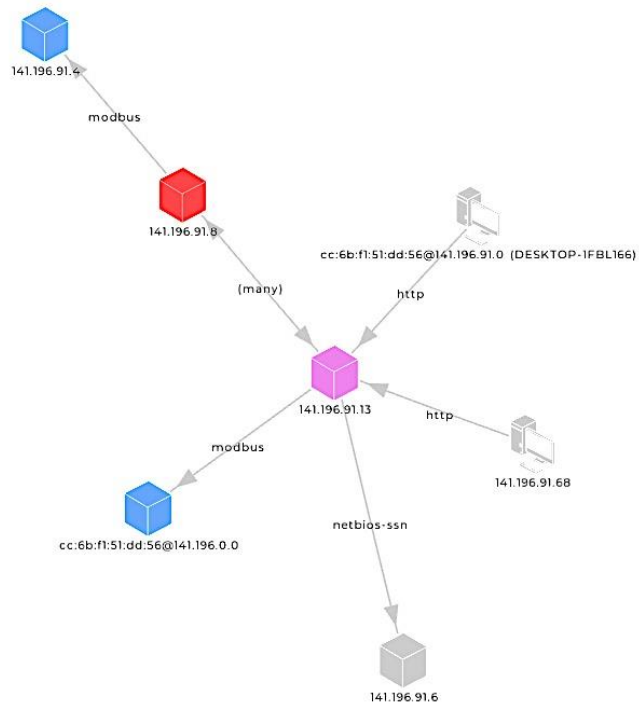 141.196.91.4
modbus
141.196.91.8
cc:6b:f1:51:dd:56@141.196.91.0 (DESKTOP-1FBL166)
(many)
http
141.196.91.13
http
modbus
141.196.91.68
netbios-ssn
cc:6b:f1:51:dd:56@141.196.0.0
141.196.91.6